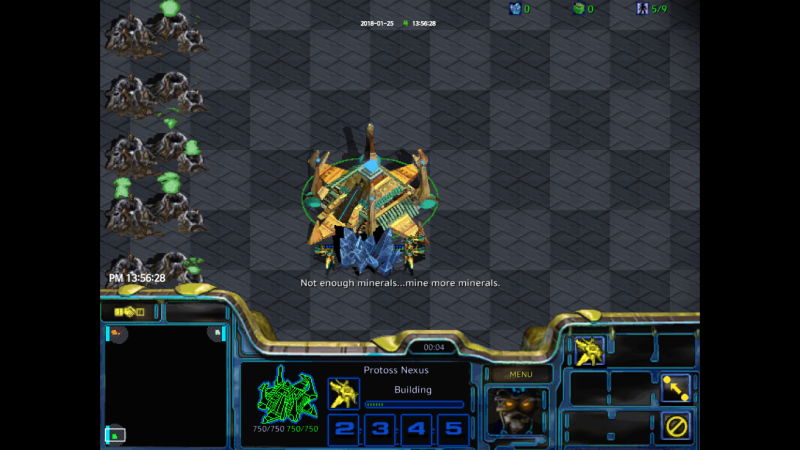 0 0 5/9
2018-01-25 13:56:28
Not enough minerals...mine more minerals.
PM 13:56:28
00:04
Protoss Nexus
MENU
Building
750/750 750/750
2 3 4 5